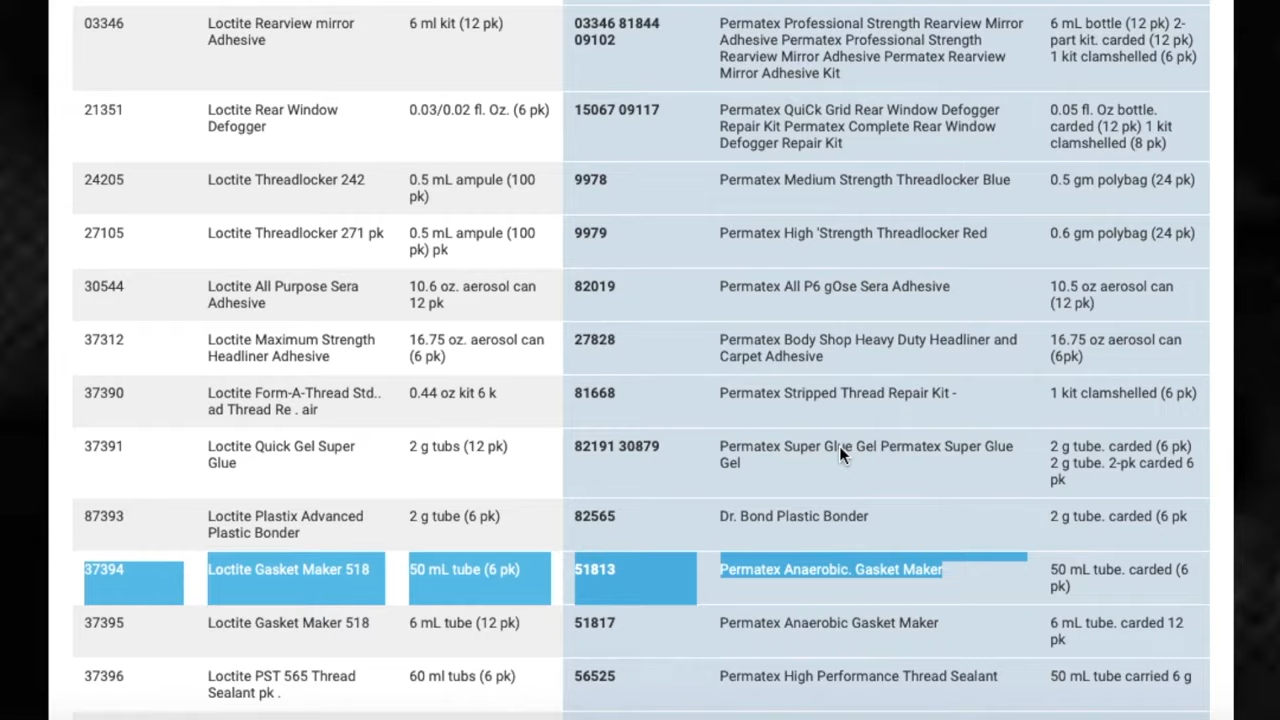 03346 Loctite Rearview mirror 6 ml kit (12 pk) 03346 81844 Permatex Professional Strength Rearview Mirror 6 mL bottle (12 pk) 2-
Adhesive 09102 Adhesive Permatex Professional Strength part kit. carded (12 pk)
Rearview Mirror Adhesive Permatex Rearview 1 kit clamshelled (6 pk)
Mirror Adhesive Kit
21351 Loctite Rear Window 0.03/0.02 fl. Oz. (6 pk) 15067 09117 Permatex QuiCk Grid Rear Window Defogger 0.05 fl. Oz bottle.
Defogger Repair Kit Permatex Complete Rear Window carded (12 pk) 1 kit
Defogger Repair Kit clamshelled (8 pk)
24205 Loctite Threadlocker 242 0.5 mL ampule (100 9978 Permatex Medium Strength Threadlocker Blue 0.5 gm polybag (24 pk)
pk)
27105 Loctite Threadlocker 271 pk 0.5 mL ampule (100 9979 Permatex High 'Strength Threadlocker Red 0.6 gm polybag (24 pk)
pk) pk
30544 Loctite All Purpose Sera 10.6 oz. aerosol can 82019 Permatex All P6 gOse Sera Adhesive 10.5 oz aerosol can
Adhesive 12 pk (12 pk)
37312 Loctite Maximum Strength 16.75 oz. aerosol can 27828 Permatex Body Shop Heavy Duty Headliner and 16.75 oz aerosol can
Headliner Adhesive (6 pk) Carpet Adhesive (6pk)
37390 Loctite Form-A-Thread Std.. 0.44 oz kit 6 k 81668 Permatex Stripped Thread Repair Kit - 1 kit clamshelled (6 pk)
ad Thread Re . air
37391 Loctite Quick Gel Super 2 g tubs (12 pk) 82191 30879 Permatex Super Glue Gel Permatex Super Glue 2 g tube. carded (6 pk)
Glue Gel 2 g tube. 2-pk carded 6
pk
87393 Loctite Plastix Advanced 2 g tube (6 pk) 82565 Dr. Bond Plastic Bonder 2 g tube. carded (6 pk
Plastic Bonder
37394 Loctite Gasket Maker 518 50 mL tube (6 pk) 51813 Permatex Anaerobic. Gasket Maker 50 mL tube. carded (6
pk)
37395 Loctite Gasket Maker 518 6 mL tube (12 pk) 51817 Permatex Anaerobic Gasket Maker 6 mL tube. carded 12
pk
37396 Loctite PST 565 Thread 60 ml tubs (6 pk) 56525 Permatex High Performance Thread Sealant 50 mL tube carried 6 g
Sealant pk .